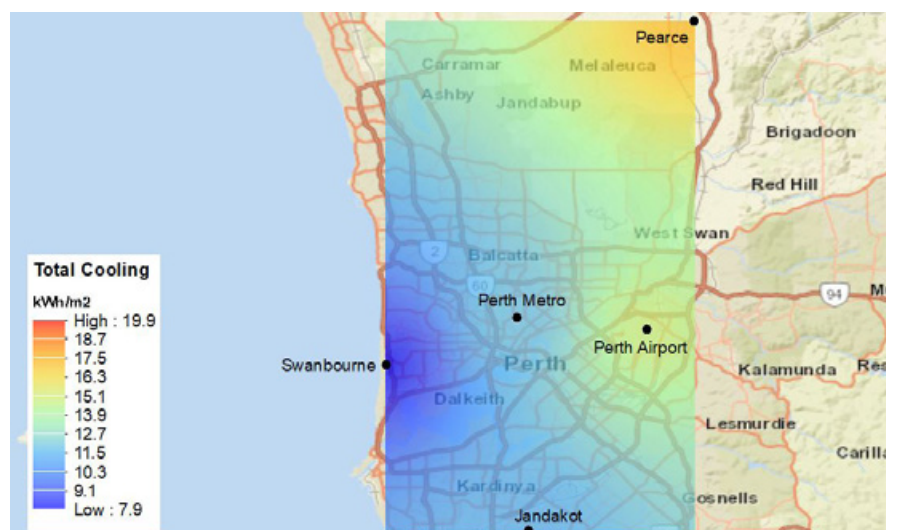 Pearce
Carramar
Melaleuca
Ashby
Jandabup
Brigadoon
Red Hill
West Swan
2
Balcatta
Total Cooling
kWh/m2
High : 19.9
18.7
17.5
16.3
15.1
13.9
12.7
11.5
10.3
9.1
Low : 7.9
60
94
Perth Metro
Perth Airport
Swanbourne
Perth
Kalamunda
Dalkeith
Lesmurdie
Carilla
Kardinya
Gosnells
Jandakot